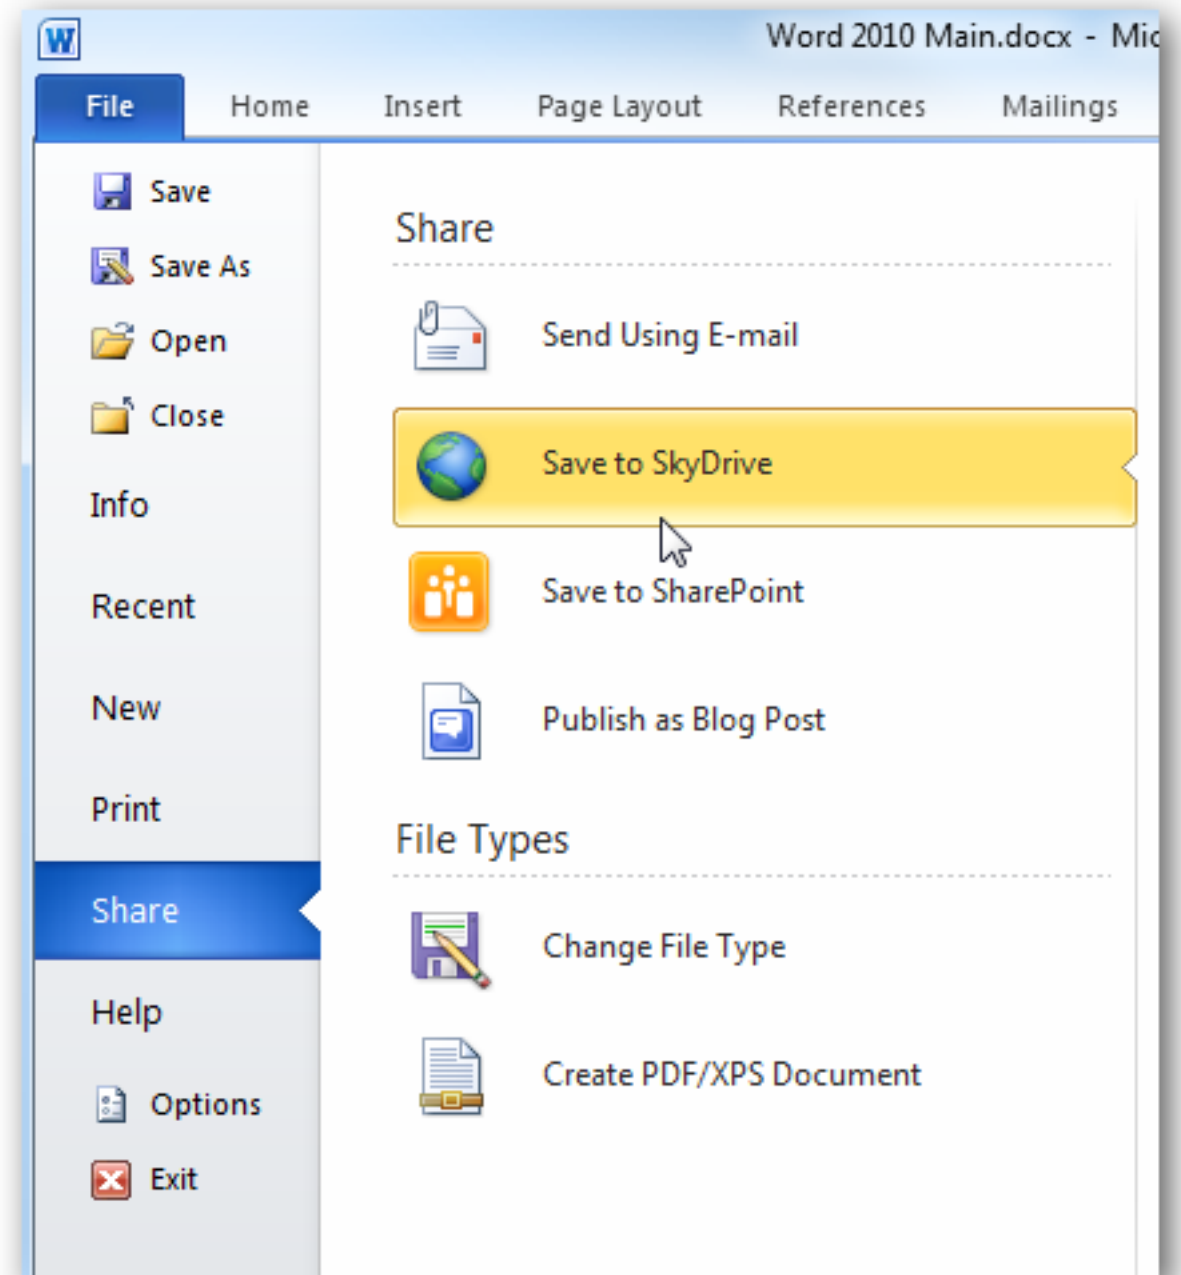 W
Word 2010 Main.docx - Mic
File Home Insert Page Layout References Mailings
Save
Save As
Open
Close
Info
Recent
New
Print
Share
Help
Options
Exit
Share
Send Using E-mail
Save to SkyDrive
Save to SharePoint
Publish as Blog Post
File Types
Change File Type
Create PDF/XPS Document